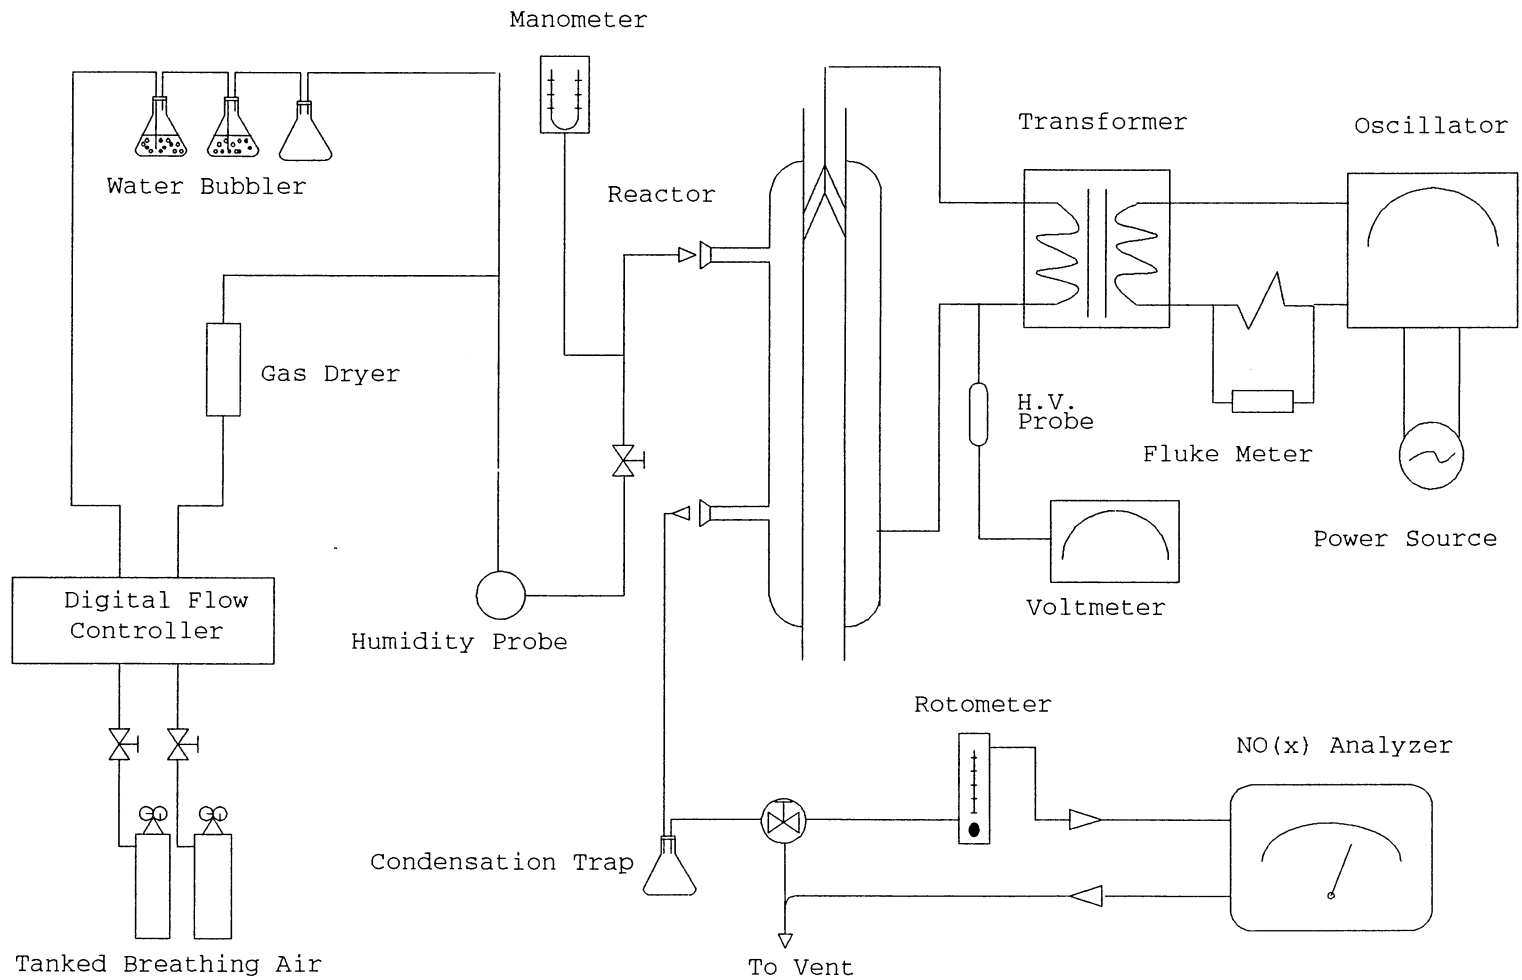 Manometer
Transformer
Oscillator
Water Bubbler
Reactor
Gas Dryer
H.V.
Probe
Fluke Meter
Power Source
Digital Flow
Controller
Humidity Probe
Voltmeter
Rotometer
NO(x) Analyzer
Condensation Trap
Tanked Breathing Air
To Vent